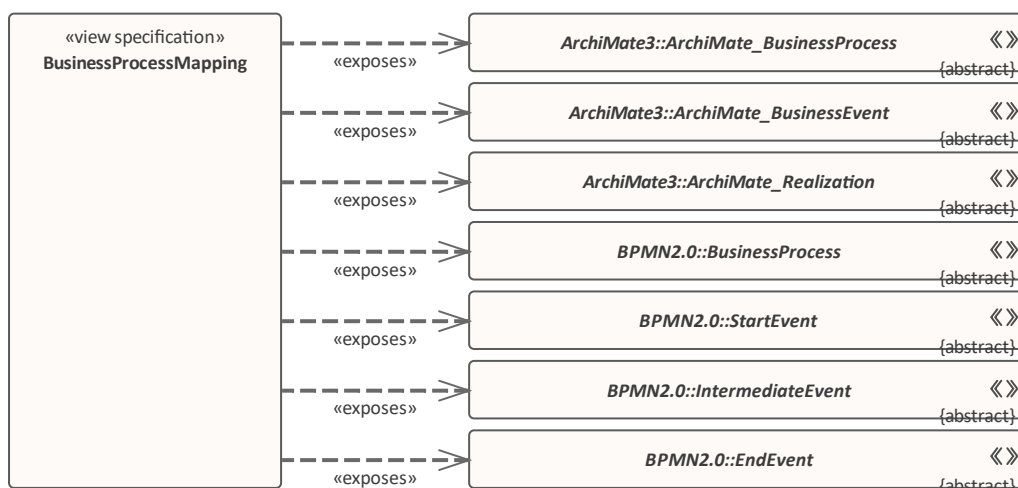 «view specification»
BusinessProcessMapping
«exposes»
ArchiMate3::ArchiMate_BusinessProcess
«»
{abstract}
«exposes»
ArchiMate3::ArchiMate_BusinessEvent
«»
{abstract}
«exposes»
ArchiMate3::ArchiMate_Realization
«»
{abstract}
«exposes»
BPMN2.0::BusinessProcess
«»
{abstract}
«exposes»
BPMN2.0::StartEvent
«»
{abstract}
«exposes»
BPMN2.0::IntermediateEvent
«»
{abstract}
«exposes»
BPMN2.0::EndEvent
«»
{abstract}